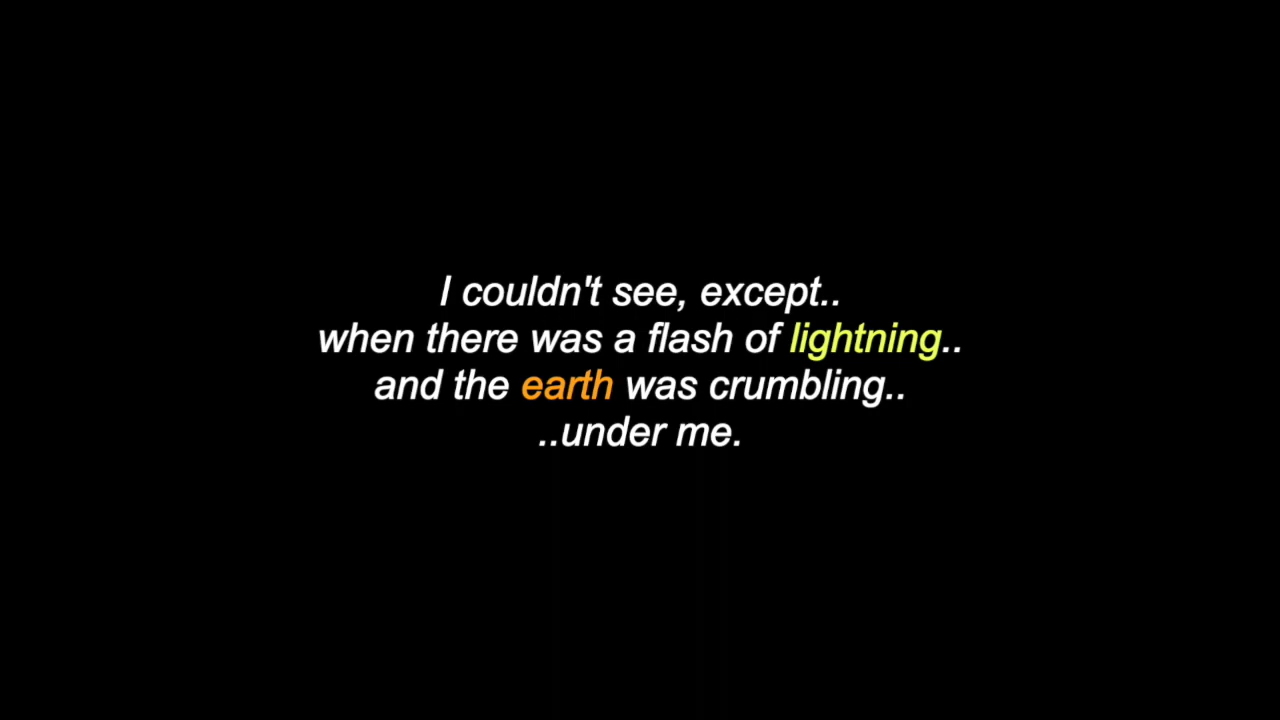 I couldn't see, except..
when there was a flash of lightning..
and the earth was crumbling..
..under me.